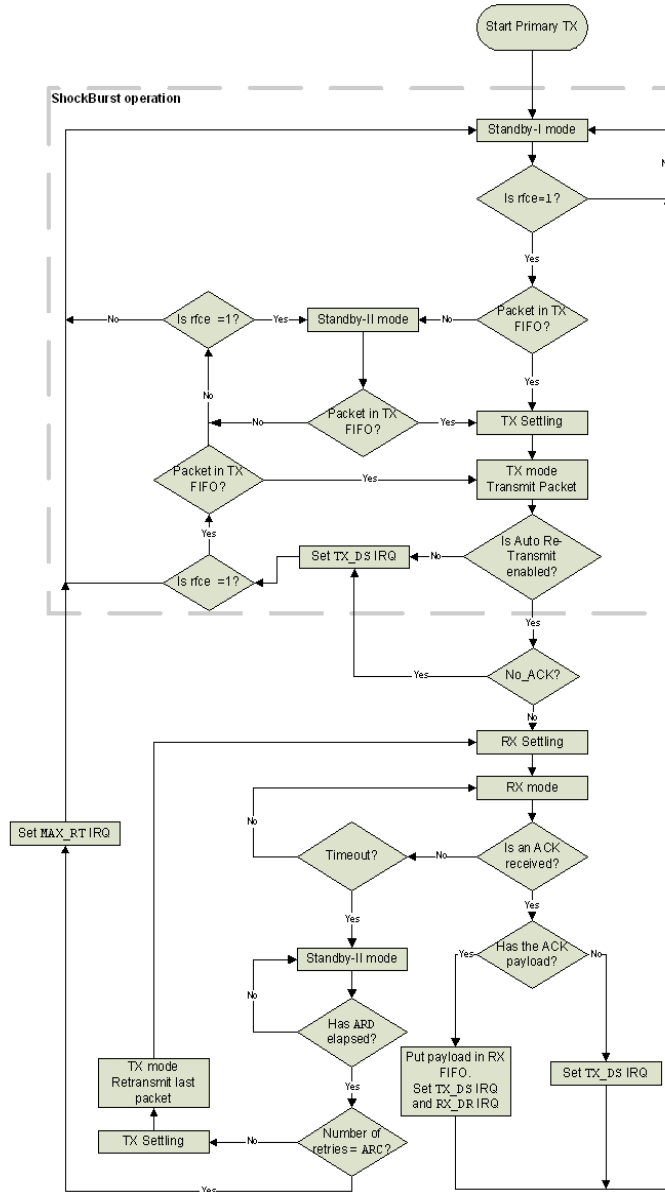 Start Primary TX
ShockBurst operation
Standby-I mode
N
Is rfce=1?
Yes
Is rfce =1?
No
Yes
Standby-II mode
No
Packet in TX
FIFO?
Yes
No
No
Packet in TX
FIFO?
Yes
TX Settling
Packet in TX
FIFO?
Yes
TX mode
Transmit Packet
Yes
Is rfce =1?
Set TX_DS IRQ
No
Is Auto Re-
Transmit
enabled?
Yes
Yes
No_ACK?
No
RX Settling
RX mode
Set MAX_RT IRQ
No
Timeout?
No
Is an ACK
received?
Yes
Yes
Standby-II mode
Yes
Has the ACK
payload?
No
No
Has ARD
elapsed?
Yes
TX mode
Retransmit last
packet
Put payload in RX
FIFO.
Set TX_DS IRQ
and RX_DR IRQ
Set TX_DS IRQ
TX Settling
No
Number of
retries = ARC?
Yes